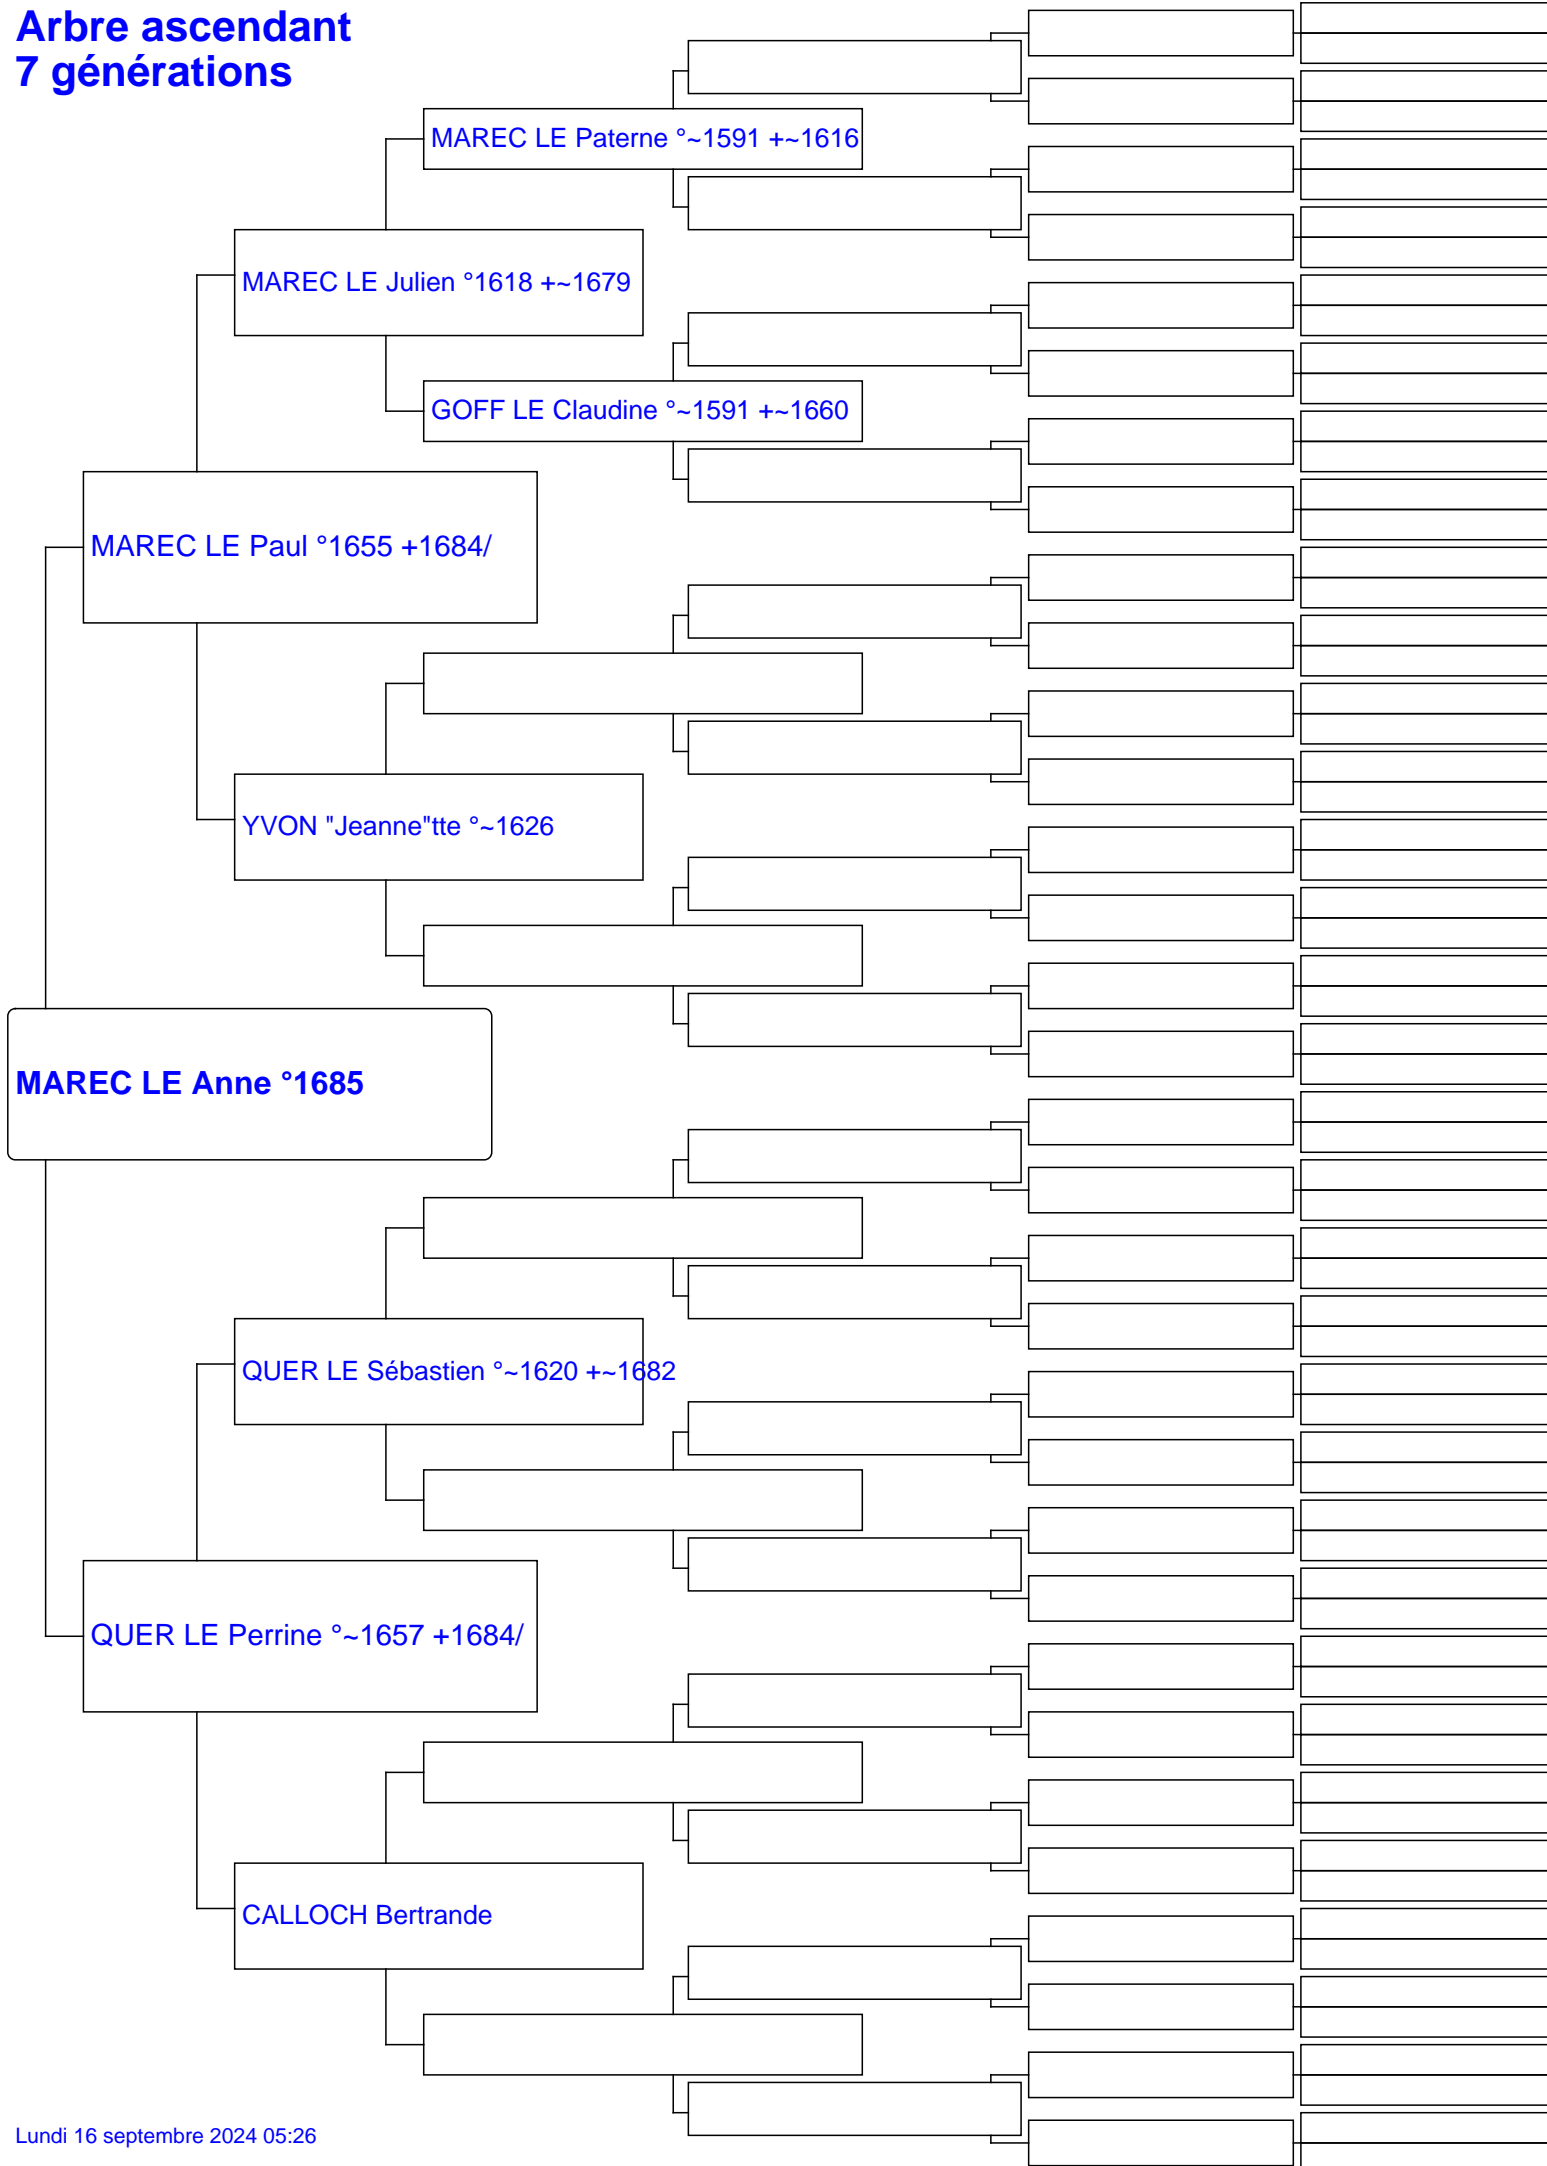 Arbre ascendant
7 générations
MAREC LE Paterne °~1591 +~1616
MAREC LE Julien °1618 +~1679
GOFF LE Claudine °~1591 +~1660
MAREC LE Paul °1655 +1684/
YVON "Jeanne"tte °~1626
MAREC LE Anne °1685
QUER LE Sébastien °~1620 +~1682
QUER LE Perrine °~1657 +1684/
CALLOCH Bertrande
Lundi 16 septembre 2024 05:26